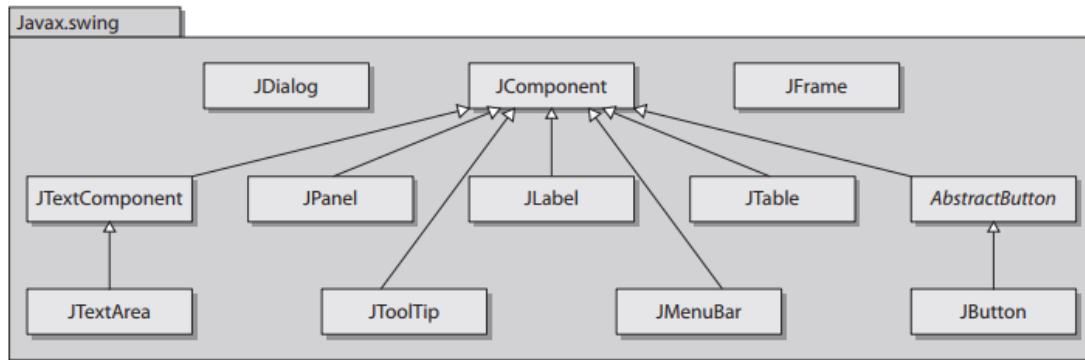 Javax.swing
JDialog
JComponent
JFrame
JTextComponent
JPanel
JLabel
JTable
AbstractButton
JTextArea
JToolTip
JMenuBar
JButton